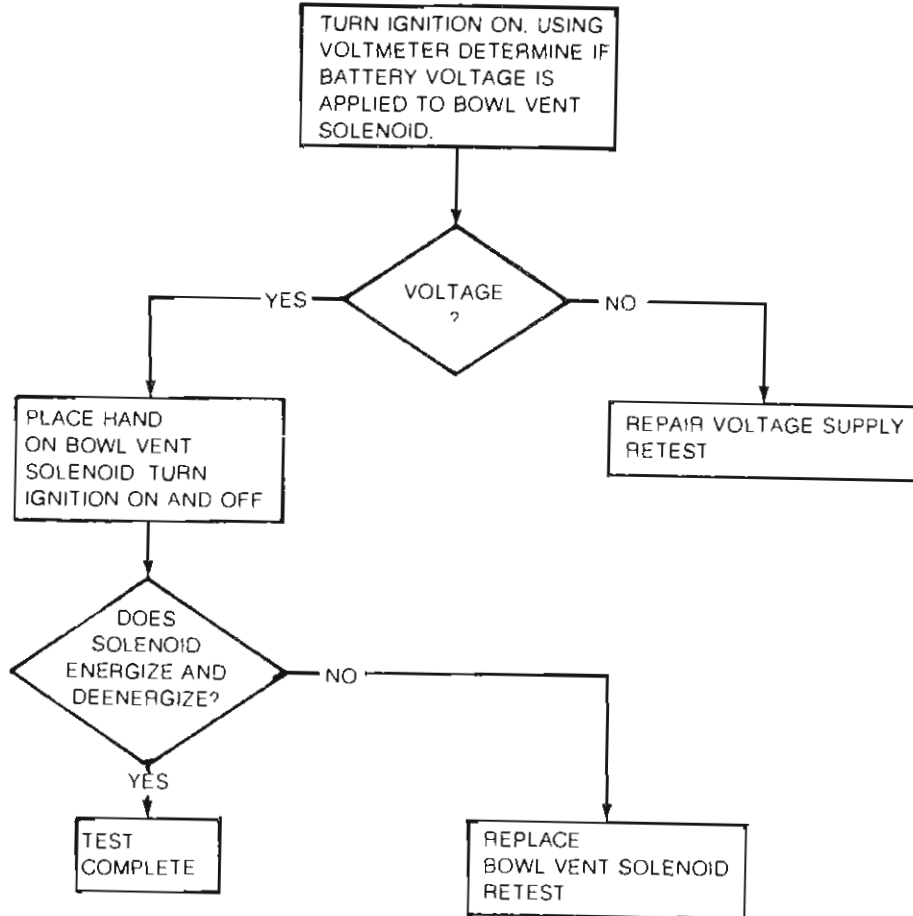 TURN IGNITION ON. USING
VOLTMETER DETERMINE IF
BATTERY VOLTAGE IS
APPLIED TO BOWL VENT
SOLENOID.
VOLTAGE
?
YES
NO
PLACE HAND
ON BOWL VENT
SOLENOID TURN
IGNITION ON AND OFF
REPAIR VOLTAGE SUPPLY
RETEST
DOES
SOLENOID
ENERGIZE AND
DEENERGIZE?
NO
YES
TEST
COMPLETE
REPLACE
BOWL VENT SOLENOID
RETEST